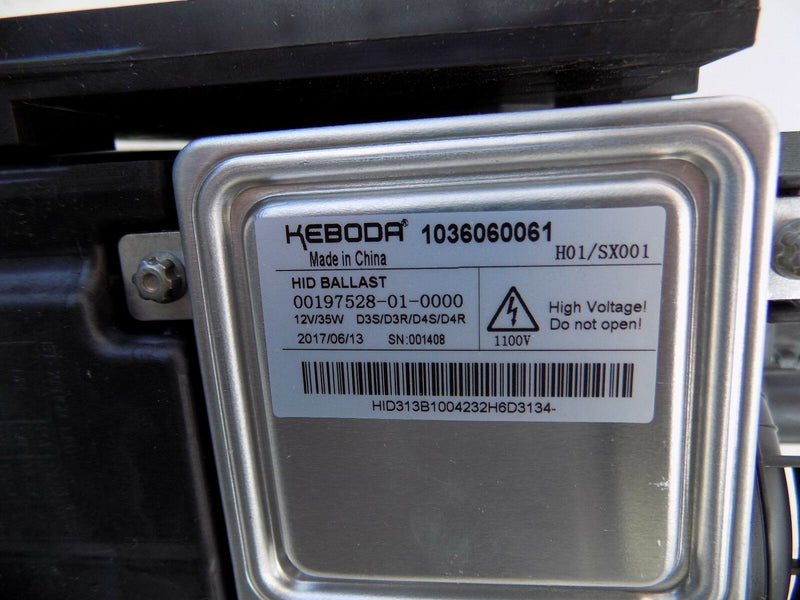 KEBODA® 1036060061
Made in China
H01/SX001
HID BALLAST
00197528-01-0000
12V/35W D3S/D3R/D4S/D4R
2017/06/13 SN:001408
High Voltage!
Do not open!
1100V
HID313B1004232H6D3134-